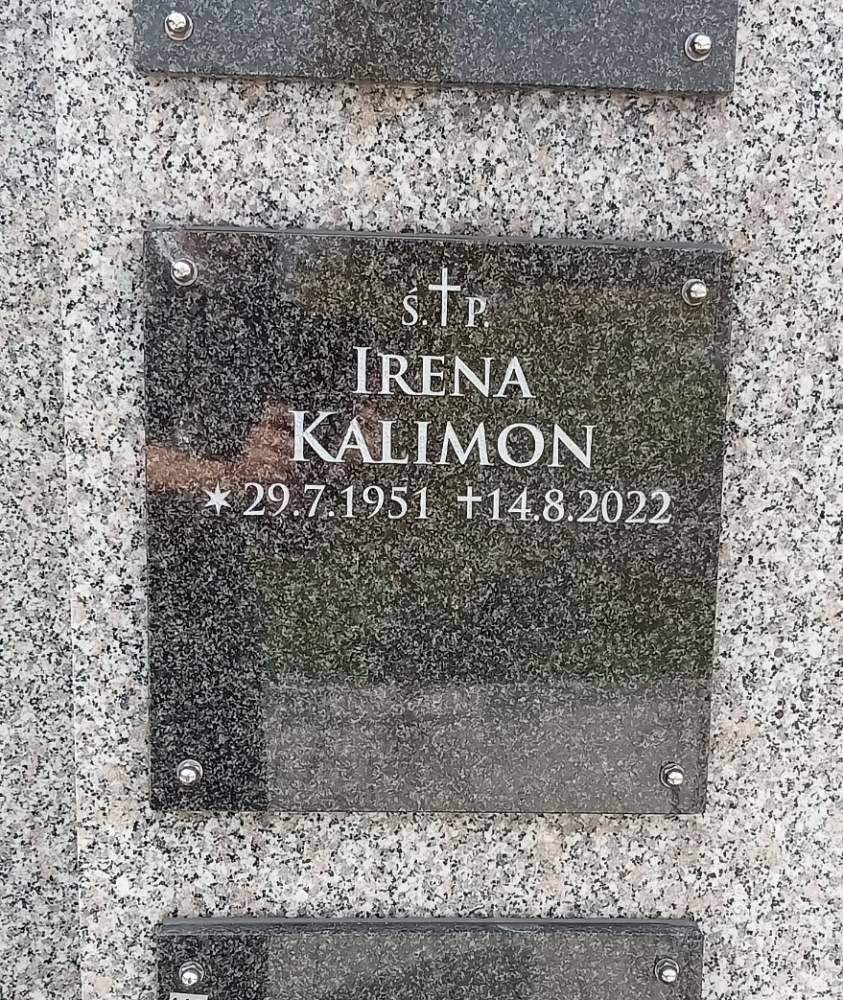 Ś.†P.
IRENA
KALIMON
✶29.7.1951 †14.8.2022